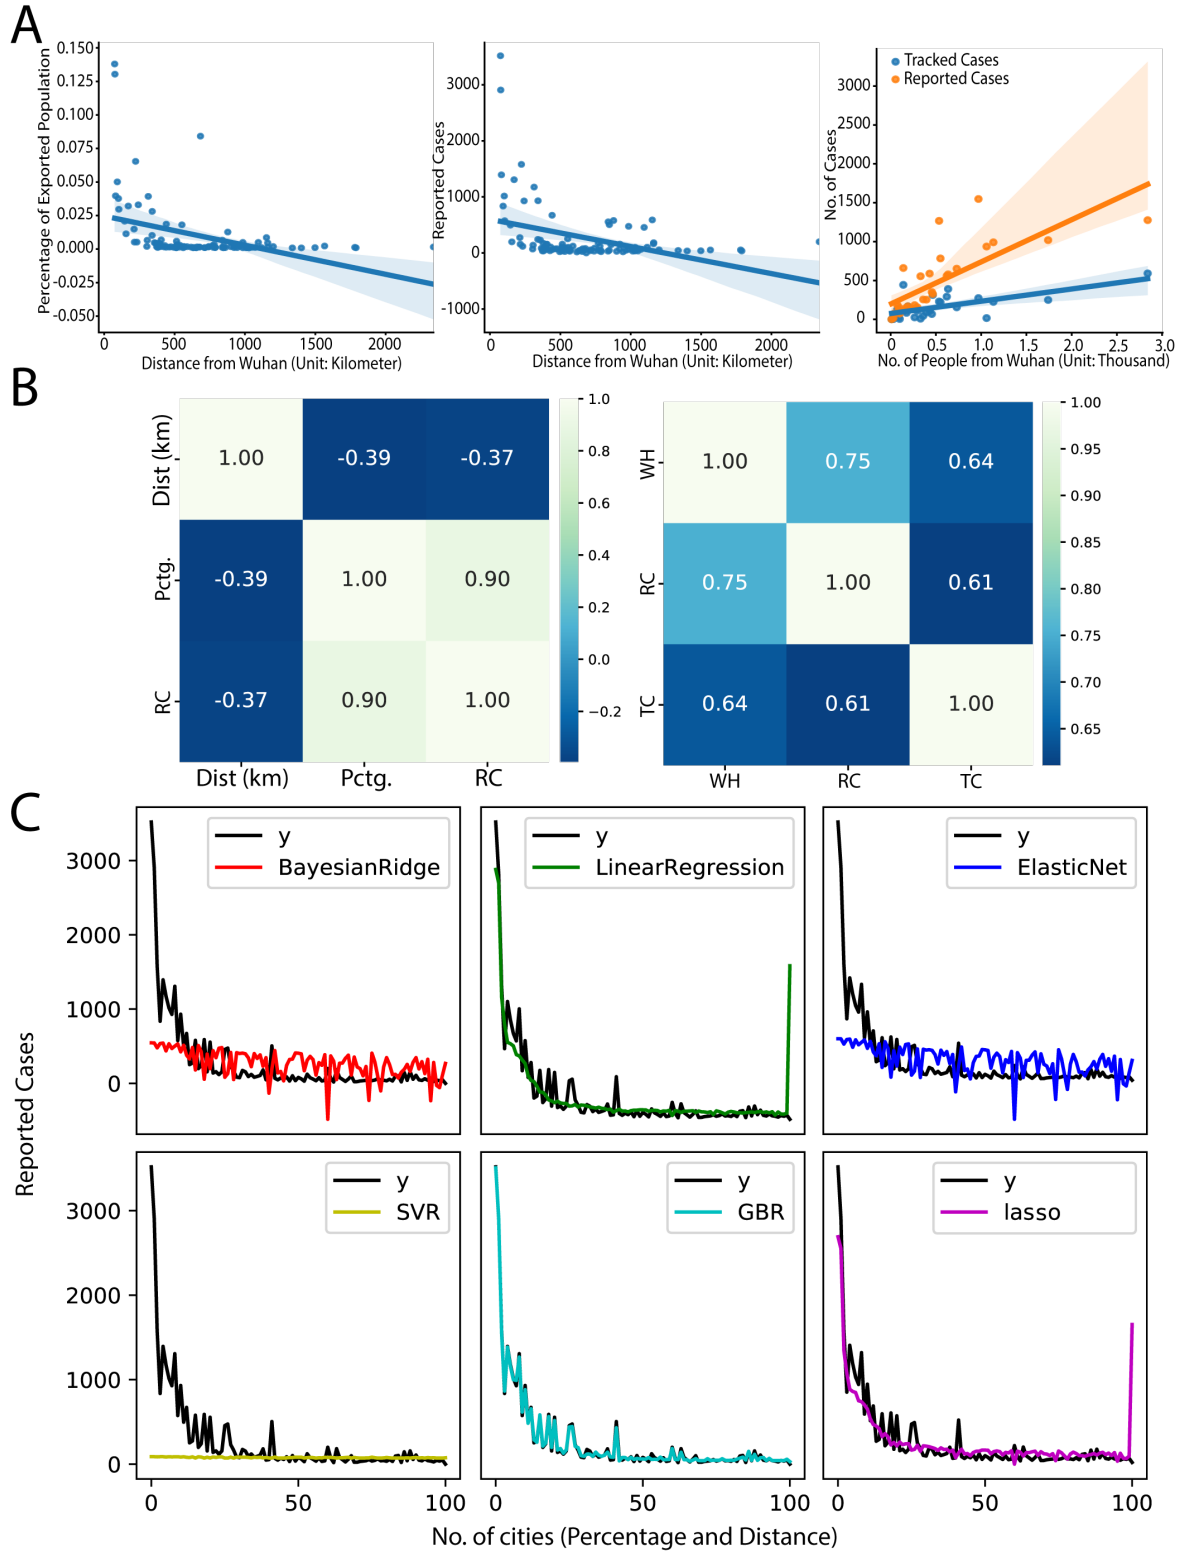 A
0.150
0.125
0.100
0.075
0.050
0.025
0.000
-0.025
-0.050
Percentage of Exported Population
0
500
1000
1500
2000
Distance from Wuhan (Unit: Kilometer)
3000
2000
1000
0
-1000
Reported Cases
0
500
1000
1500
2000
Distance from Wuhan (Unit: Kilometer)
Tracked Cases
Reported Cases
3000
2500
2000
1500
1000
500
0
No. of Cases
0
0.5
1.0
1.5
2.0
2.5
3.0
No. of People from Wuhan (Unit: Thousand)
B
Dist (km)
1.00
-0.39
-0.37
Pctg.
-0.39
1.00
0.90
RC
-0.37
0.90
1.00
Dist (km)
Pctg.
RC
1.0
0.8
0.6
0.4
0.2
0.0
−0.2
WH
1.00
0.75
0.64
RC
0.75
1.00
0.61
TC
0.64
0.61
1.00
WH
RC
TC
1.00
0.95
0.90
0.85
0.80
0.75
0.70
0.65
C
Reported Cases
3000
2000
1000
0
y
BayesianRidge
y
LinearRegression
y
ElasticNet
3000
2000
1000
0
y
SVR
y
GBR
y
lasso
0
50
100
0
50
100
0
50
100
No. of cities (Percentage and Distance)